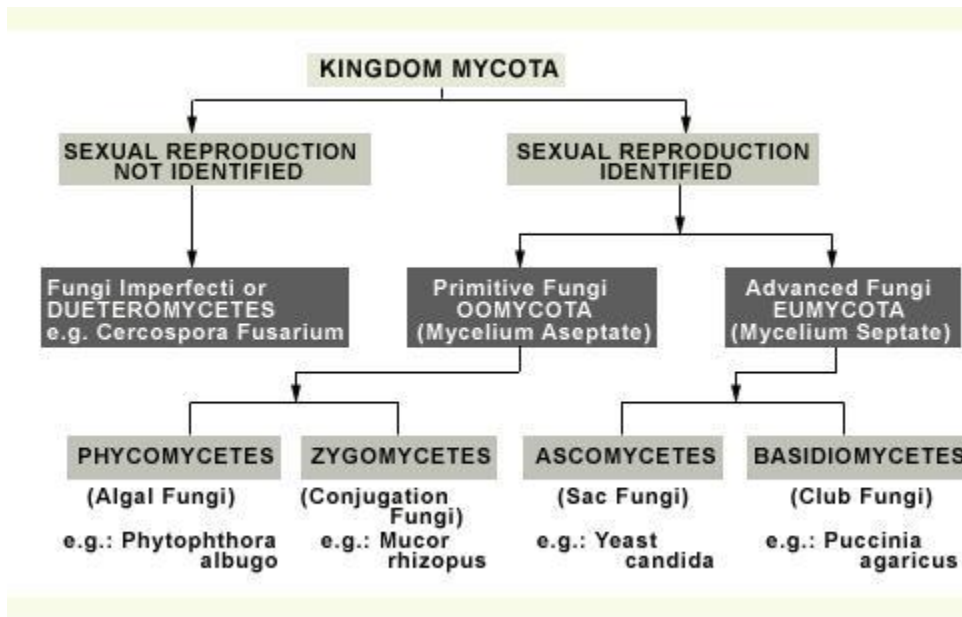 KINGDOM MYCOTA
SEXUAL REPRODUCTION
NOT IDENTIFIED
SEXUAL REPRODUCTION
IDENTIFIED
Fungi Imperfecti or
DUETEROMYCETES
e.g. Cercospora Fusarium
Primitive Fungi
OOMYCOTA
(Mycelium Aseptate)
Advanced Fungi
EUMYCOTA
(Mycelium Septate)
PHYCOMYCETES
(Algal Fungi)
e.g.: Phytophthora
albugo
ZYGOMYCETES
(Conjugation
Fungi)
e.g.: Mucor
rhizopus
ASCOMYCETES
(Sac Fungi)
e.g.: Yeast
candida
BASIDIOMYCETES
(Club Fungi)
e.g.: Puccinia
agaricus